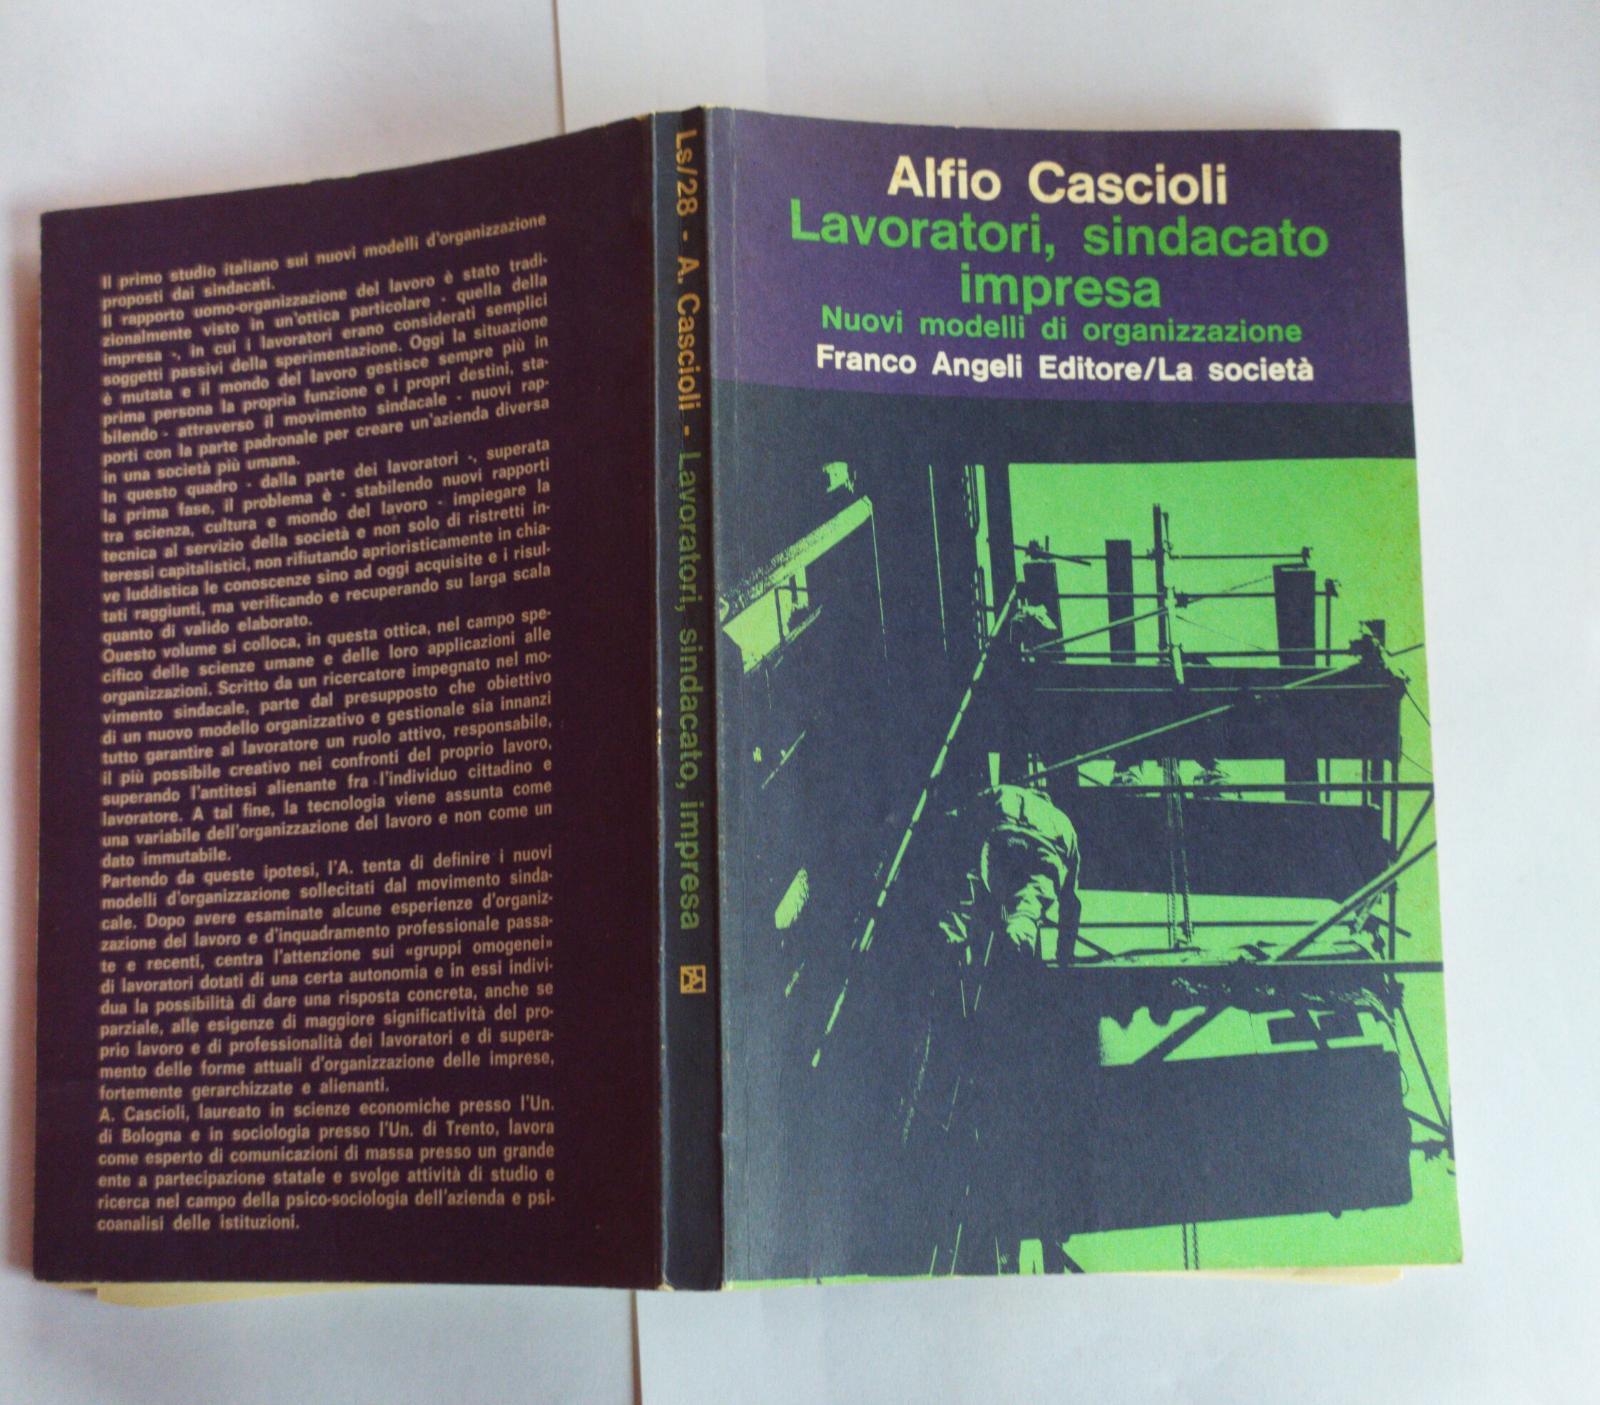 Il primo studio italiano sui nuovi modelli d'organizzazione
proposti dai sindacati.
Il rapporto uomo-organizzazione del lavoro è stato tradi-
zionalmente visto in un'ottica particolare - quella della
impresa -, in cui i lavoratori erano considerati semplici
soggetti passivi della sperimentazione. Oggi la situazione
è mutata e il mondo del lavoro gestisce sempre più in
prima persona la propria funzione e i propri destini, sta-
bilendo - attraverso il movimento sindacale - nuovi rap-
porti con la parte padronale per creare un'azienda diversa
in una società più umana.
In questo quadro - dalla parte dei lavoratori -, superata
la prima fase, il problema è - stabilendo nuovi rapporti
tra scienza, cultura e mondo del lavoro - impiegare la
tecnica al servizio della società e non solo di ristretti in-
teressi capitalistici, non rifiutando aprioristicamente in chia-
ve luddistica le conoscenze sino ad oggi acquisite e i risul-
tati raggiunti, ma verificando e recuperando su larga scala
quanto di valido elaborato.
Questo volume si colloca, in questa ottica, nel campo spe-
cifico delle scienze umane e delle loro applicazioni alle
organizzazioni. Scritto da un ricercatore impegnato nel mo-
vimento sindacale, parte dal presupposto che obiettivo
di un nuovo modello organizzativo e gestionale sia innanzi
tutto garantire al lavoratore un ruolo attivo, responsabile,
il più possibile creativo nei confronti del proprio lavoro,
superando l'antitesi alienante fra l'individuo cittadino e
lavoratore. A tal fine, la tecnologia viene assunta come
una variabile dell'organizzazione del lavoro e non come un
dato immutabile.
Partendo da queste ipotesi, l'A. tenta di definire i nuovi
modelli d'organizzazione sollecitati dal movimento sinda-
cale. Dopo avere esaminate alcune esperienze d'organiz-
zazione del lavoro e d'inquadramento professionale passa-
te e recenti, centra l'attenzione sui «gruppi omogenei»
di lavoratori dotati di una certa autonomia e in essi indivi-
dua la possibilità di dare una risposta concreta, anche se
parziale, alle esigenze di maggiore significatività del pro-
prio lavoro e di professionalità dei lavoratori e di supera-
mento delle forme attuali d'organizzazione delle imprese,
fortemente gerarchizzate e alienanti.
A. Cascioli, laureato in scienze economiche presso l'Un.
di Bologna e in sociologia presso l'Un. di Trento, lavora
come esperto di comunicazioni di massa presso un grande
ente a partecipazione statale e svolge attività di studio e
ricerca nel campo della psico-sociologia dell'azienda e psi-
coanalisi delle istituzioni.
Ls/28 - A. Cascioli - Lavoratori, sindacato, impresa
Alfio Cascioli
Lavoratori, sindacato
impresa
Nuovi modelli di organizzazione
Franco Angeli Editore/La società